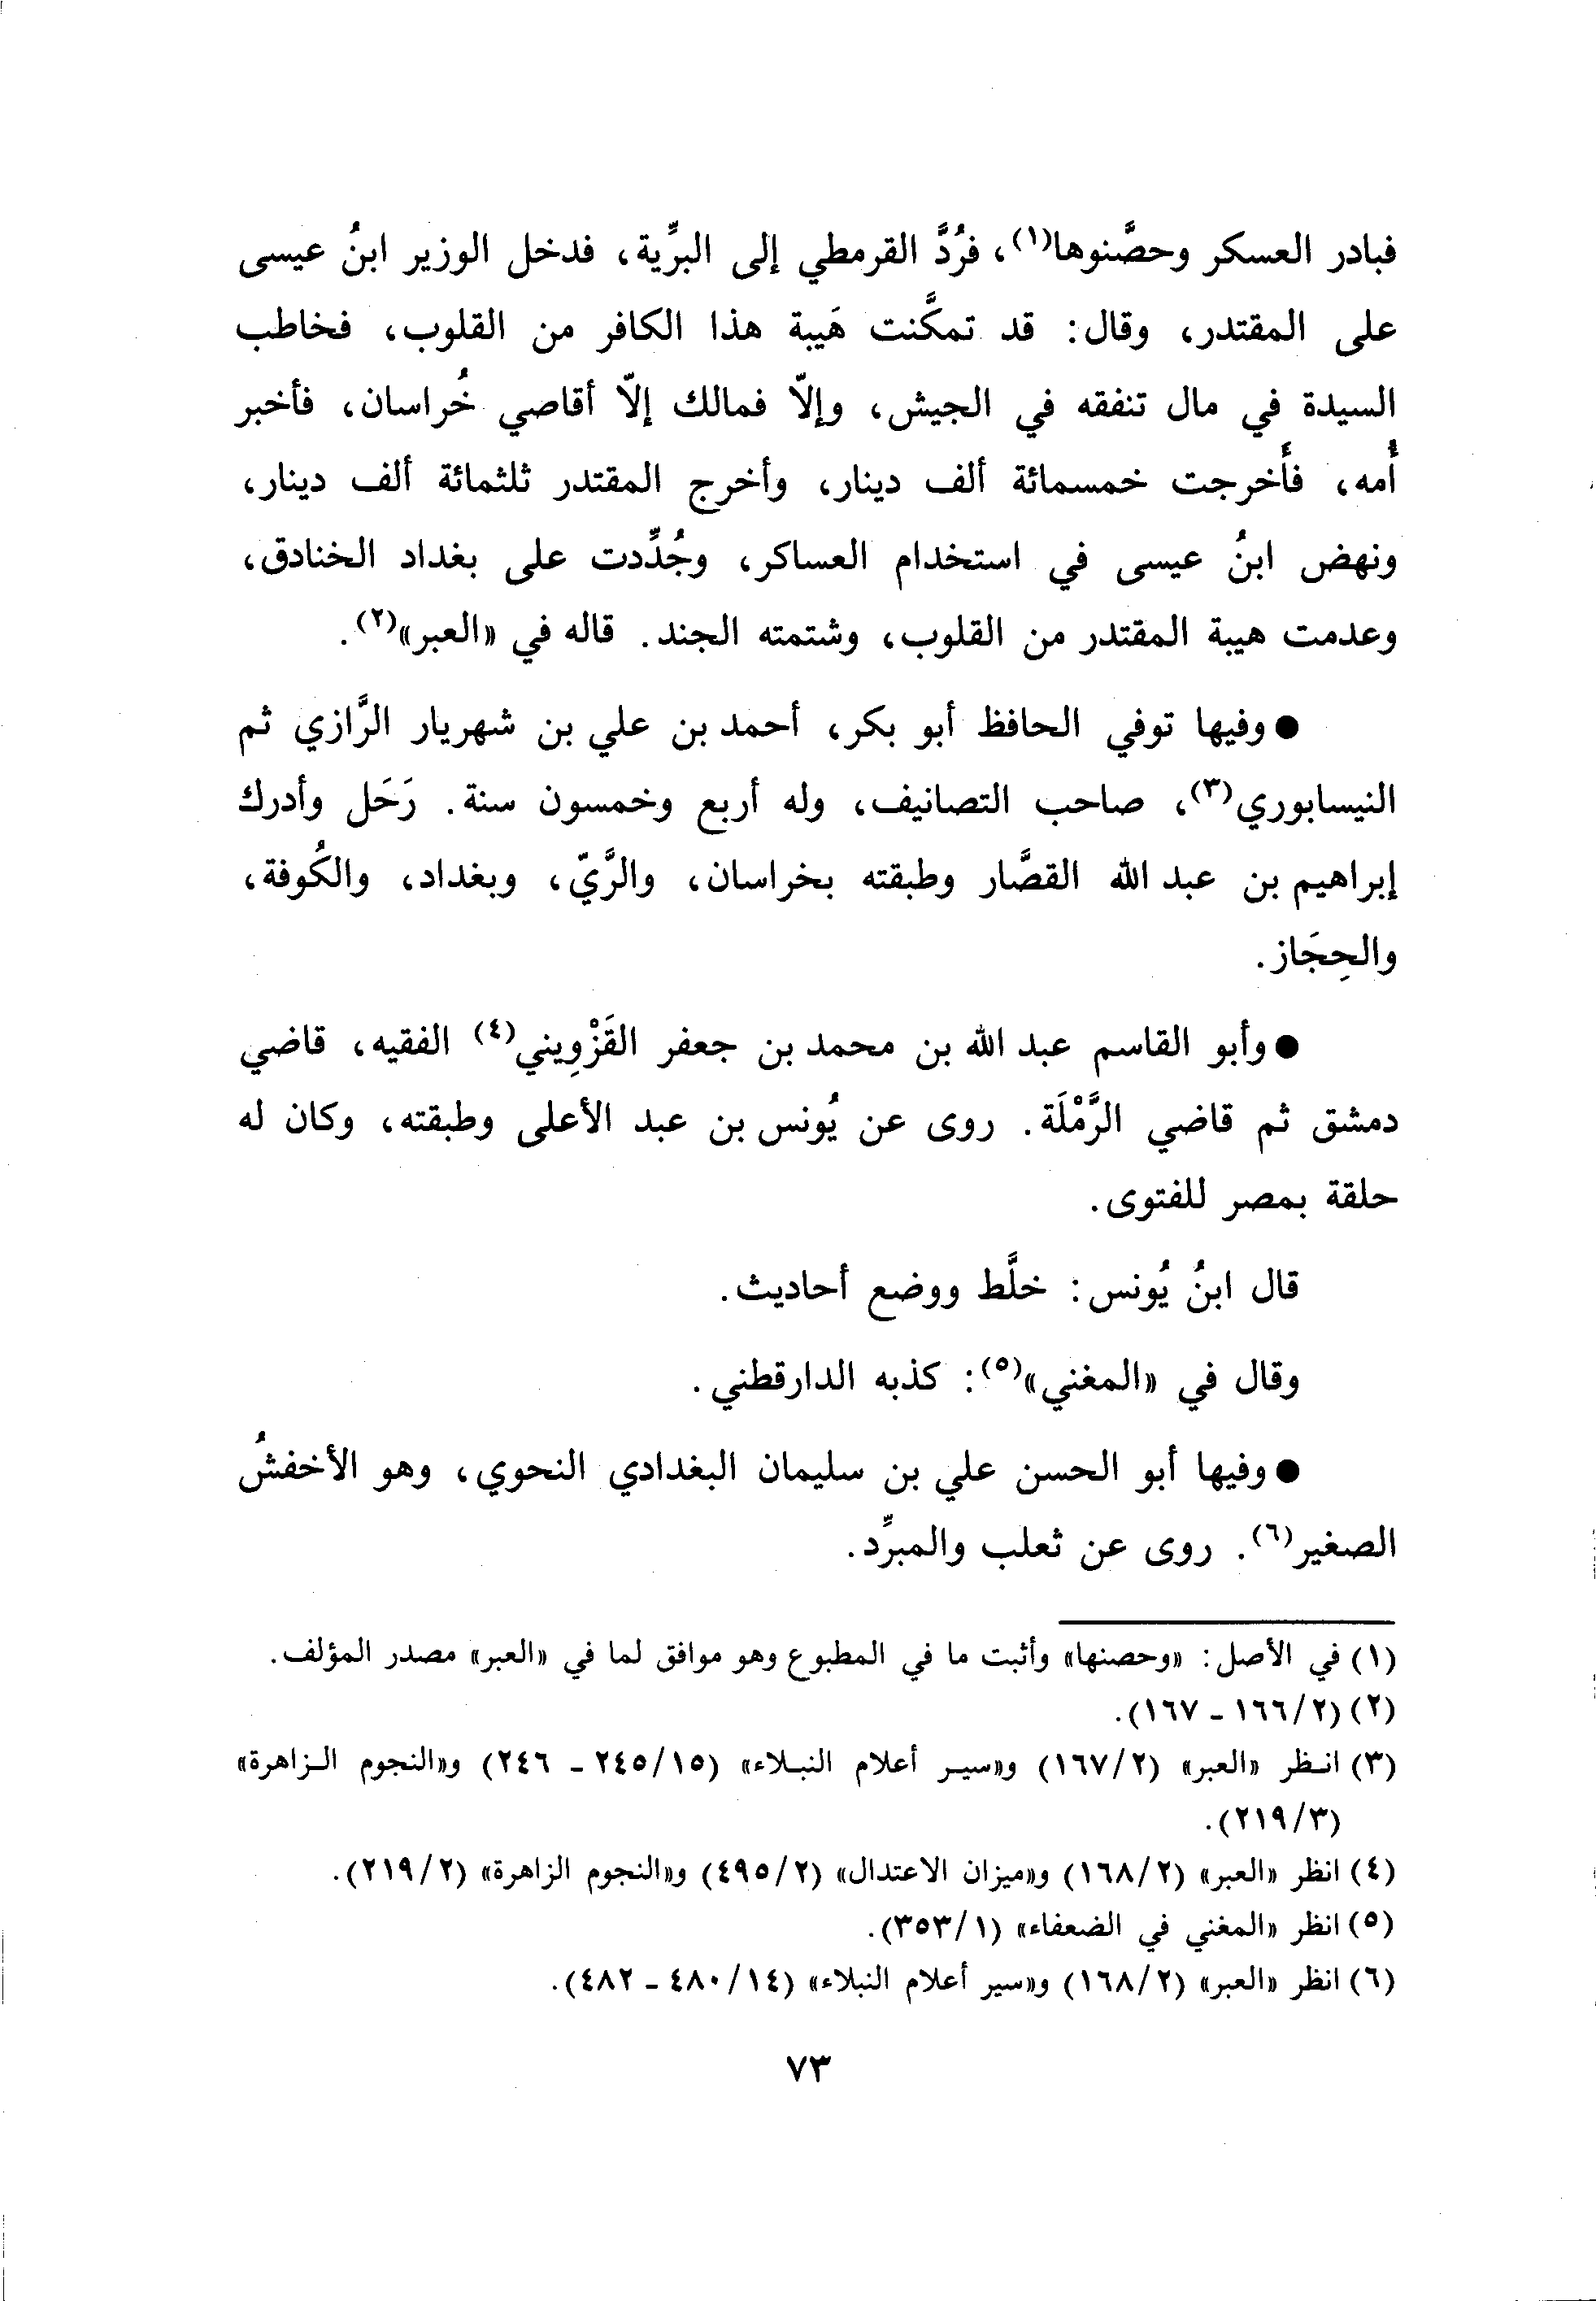 فبادر العسكر وحصَّنوها(١)، فرُدَّ القرمطي إلى البرِّية، فدخل الوزير ابنُ عيسى
على المقتدر، وقال: قد تمكَّنت هَيبة هذا الكافر من القلوب، فخاطب
السيدة في مال تنفقه في الجيش، وإلّا فمالك إلّا أقاصي خُراسان، فأخبر
أُمه، فأَخرجت خمسمائة ألف دينار، وأخرج المقتدر ثلثمائة ألف دينار،
ونهض ابنُ عيسى في استخدام العساكر، وجُدِّدت على بغداد الخنادق،
وعدمت هيبة المقتدر من القلوب، وشتمته الجند. قاله في «العبر»(٢).
● وفيها توفي الحافظ أبو بكر، أحمد بن علي بن شهريار الرَّازي ثم
النيسابوري(٣)، صاحب التصانيف، وله أربع وخمسون سنة. رَحَل وأدرك
إبراهيم بن عبد الله القصَّار وطبقته بخراسان، والرَّيّ، وبغداد، والكُوفة،
والحِجَاز.
● وأبو القاسم عبد الله بن محمد بن جعفر القَزْوِيني(٤) الفقيه، قاضي
دمشق ثم قاضي الرَّمْلَة. روى عن يُونس بن عبد الأعلى وطبقته، وكان له
حلقة بمصر للفتوى.
قال ابنُ يُونس: خلَّط ووضع أحاديث.
وقال في «المغني»(٥): كذبه الدارقطني.
● وفيها أبو الحسن علي بن سليمان البغدادي النحوي، وهو الأخفشُ
الصغير(٦). روى عن ثعلب والمبرِّد.
(١) في الأصل: «وحصنها» وأثبت ما في المطبوع وهو موافق لما في «العبر» مصدر المؤلف.
(٢) (٢/١٦٦ - ١٦٧).
(٣) انظر «العبر» (٢/١٦٧) و«سير أعلام النبلاء» (١٥/٢٤٥ - ٢٤٦) و«النجوم الزاهرة»
(٣/٢١٩).
(٤) انظر «العبر» (٢/١٦٨) و«ميزان الاعتدال» (٢/٤٩٥) و«النجوم الزاهرة» (٢/٢١٩).
(٥) انظر «المغني في الضعفاء» (١/٣٥٣).
(٦) انظر «العبر» (٢/١٦٨) و«سير أعلام النبلاء» (١٤/٤٨٠ - ٤٨٢).
٧٣